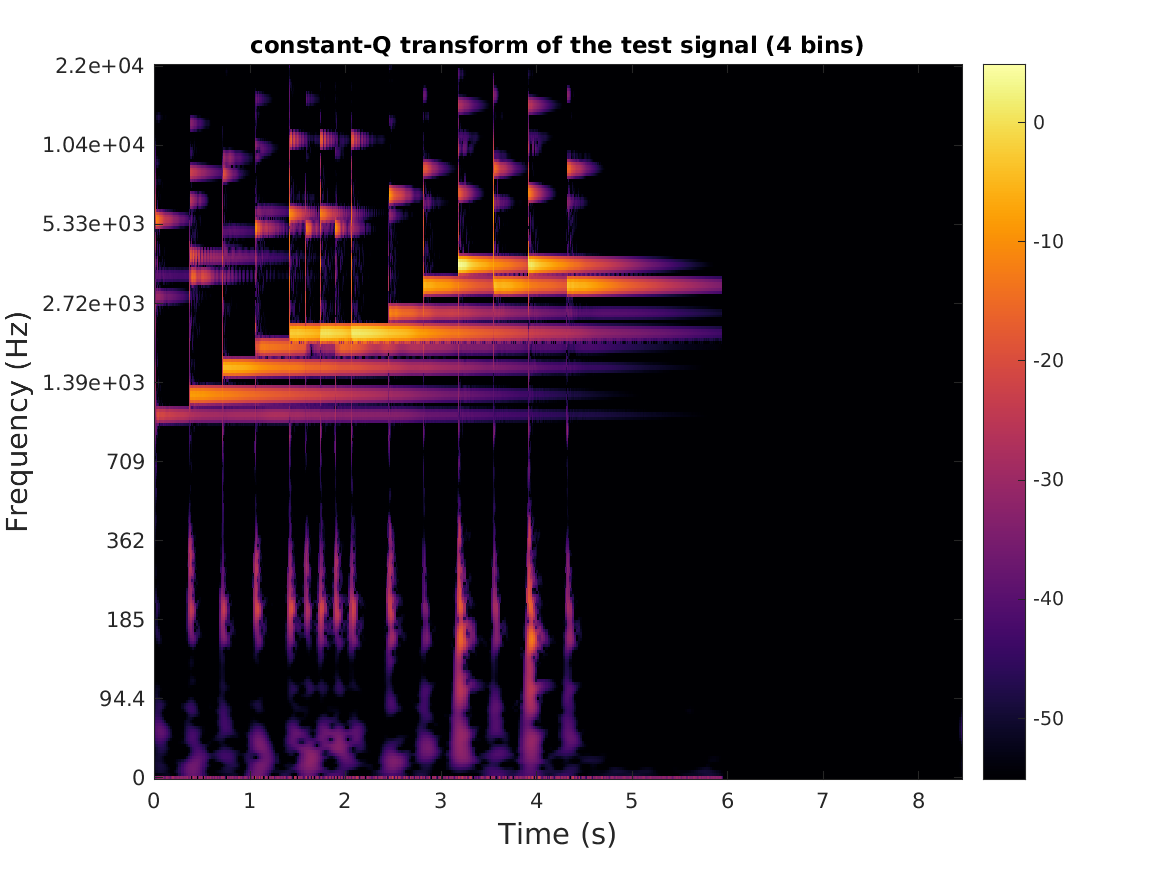 constant-Q transform of the test signal (4 bins)
2.2e+04
1.04e+04
5.33e+03
2.72e+03
1.39e+03
709
362
185
94.4
0
Frequency (Hz)
0 1 2 3 4 5 6 7 8
Time (s)
0
-10
-20
-30
-40
-50